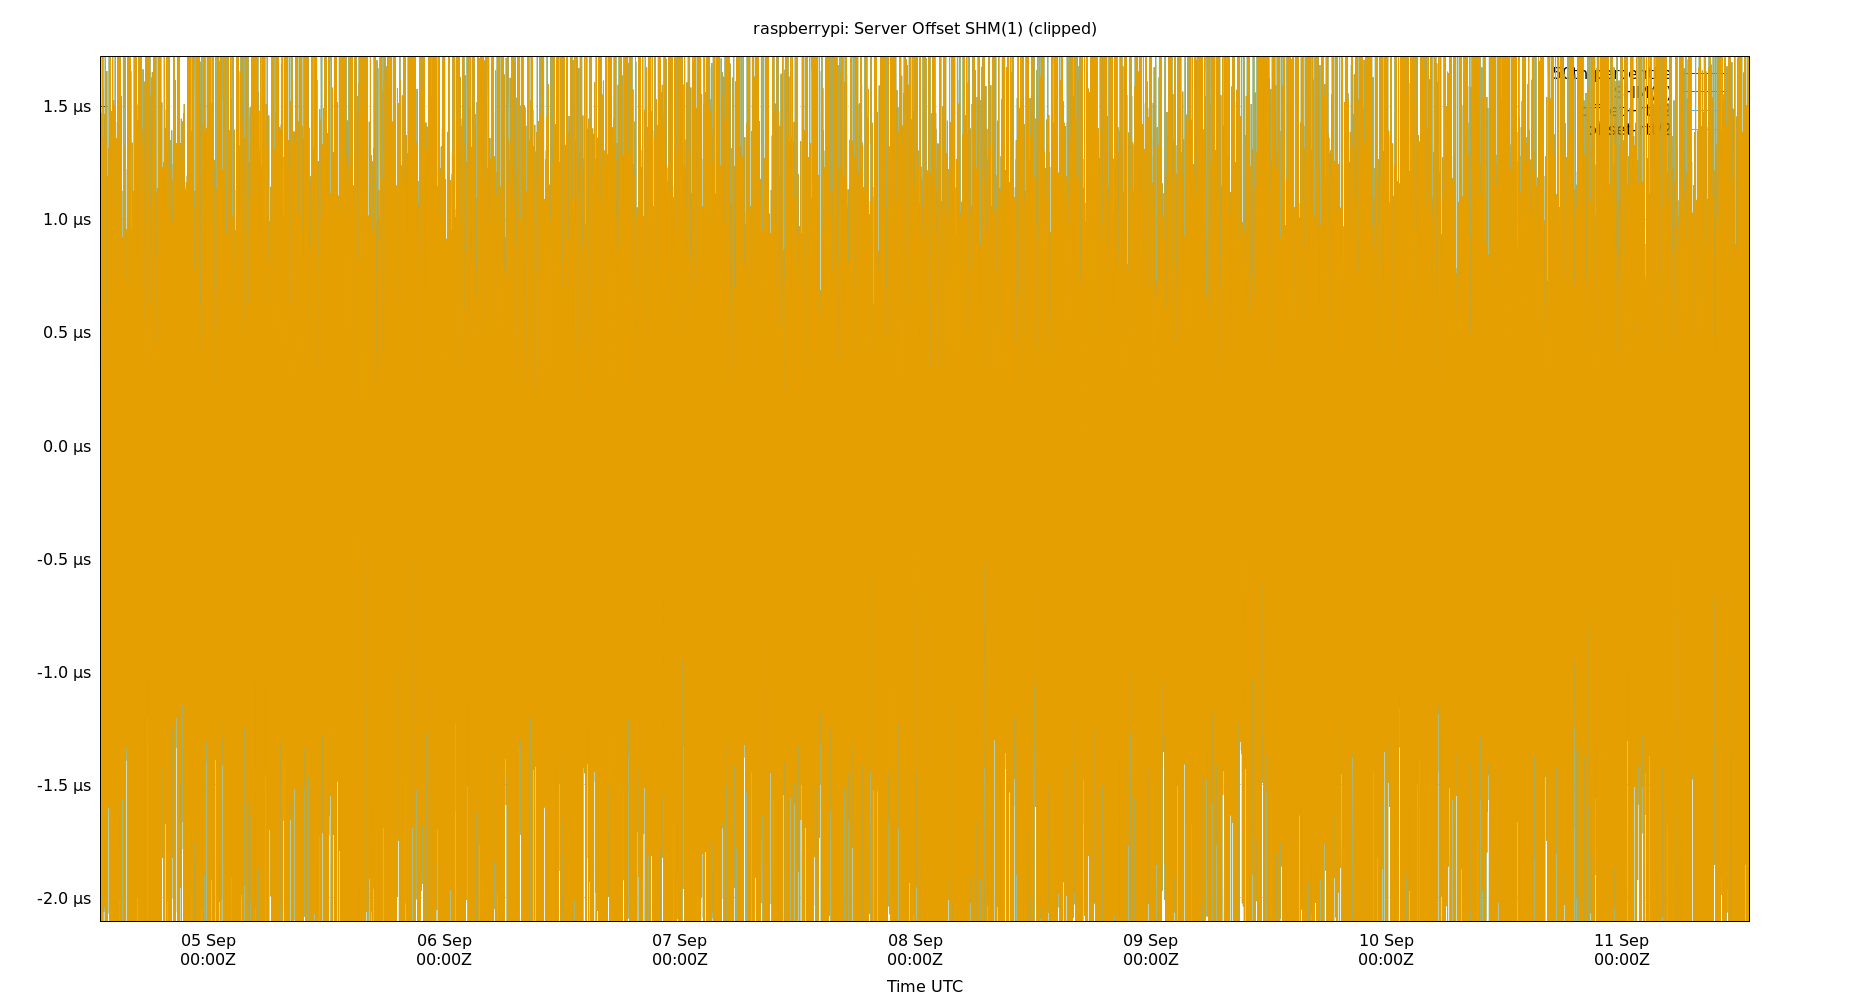 raspberrypi: Server Offset SHM(1) (clipped)
50th percentile
1.5 µs
1.0 µs
0.5 µs
0.0 µs
-0.5 µs
-1.0 µs
-1.5 µs
-2.0 µs
05 Sep
00:00Z
06 Sep
00:00Z
07 Sep
00:00Z
08 Sep
00:00Z
09 Sep
00:00Z
10 Sep
00:00Z
11 Sep
00:00Z
Time UTC